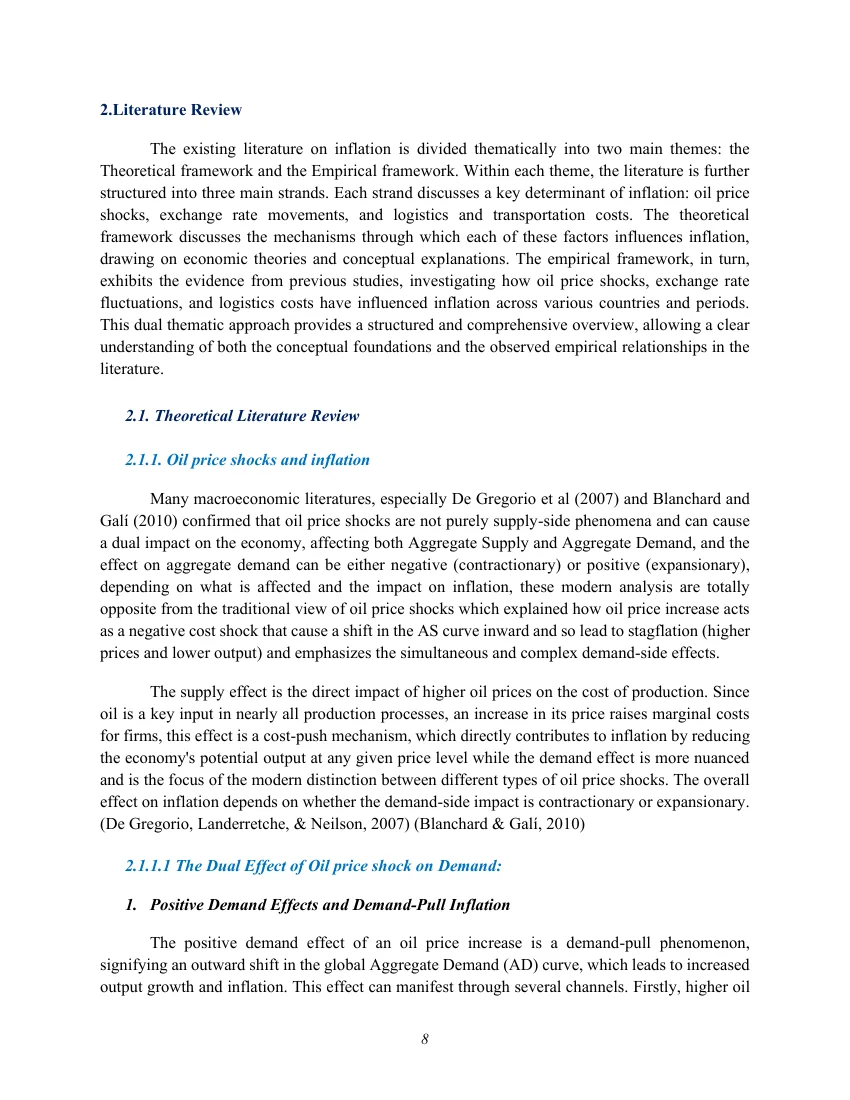 2.Literature Review
The existing literature on inflation is divided thematically into two main themes: the
Theoretical framework and the Empirical framework. Within each theme, the literature is further
structured into three main strands. Each strand discusses a key determinant of inflation: oil price
shocks, exchange rate movements, and logistics and transportation costs. The theoretical
framework discusses the mechanisms through which each of these factors influences inflation,
drawing on economic theories and conceptual explanations. The empirical framework, in turn,
exhibits the evidence from previous studies, investigating how oil price shocks, exchange rate
fluctuations, and logistics costs have influenced inflation across various countries and periods.
This dual thematic approach provides a structured and comprehensive overview, allowing a clear
understanding of both the conceptual foundations and the observed empirical relationships in the
literature.
2.1. Theoretical Literature Review
2.1.1. Oil price shocks and inflation
Many macroeconomic literatures, especially De Gregorio et al (2007) and Blanchard and
Galí (2010) confirmed that oil price shocks are not purely supply-side phenomena and can cause
a dual impact on the economy, affecting both Aggregate Supply and Aggregate Demand, and the
effect on aggregate demand can be either negative (contractionary) or positive (expansionary),
depending on what is affected and the impact on inflation, these modern analysis are totally
opposite from the traditional view of oil price shocks which explained how oil price increase acts
as a negative cost shock that cause a shift in the AS curve inward and so lead to stagflation (higher
prices and lower output) and emphasizes the simultaneous and complex demand-side effects.
The supply effect is the direct impact of higher oil prices on the cost of production. Since
oil is a key input in nearly all production processes, an increase in its price raises marginal costs
for firms, this effect is a cost-push mechanism, which directly contributes to inflation by reducing
the economy's potential output at any given price level while the demand effect is more nuanced
and is the focus of the modern distinction between different types of oil price shocks. The overall
effect on inflation depends on whether the demand-side impact is contractionary or expansionary.
(De Gregorio, Landerretche, & Neilson, 2007) (Blanchard & Galí, 2010)
2.1.1.1 The Dual Effect of Oil price shock on Demand:
1. Positive Demand Effects and Demand-Pull Inflation
The positive demand effect of an oil price increase is a demand-pull phenomenon,
signifying an outward shift in the global Aggregate Demand (AD) curve, which leads to increased
output growth and inflation. This effect can manifest through several channels. Firstly, higher oil
8